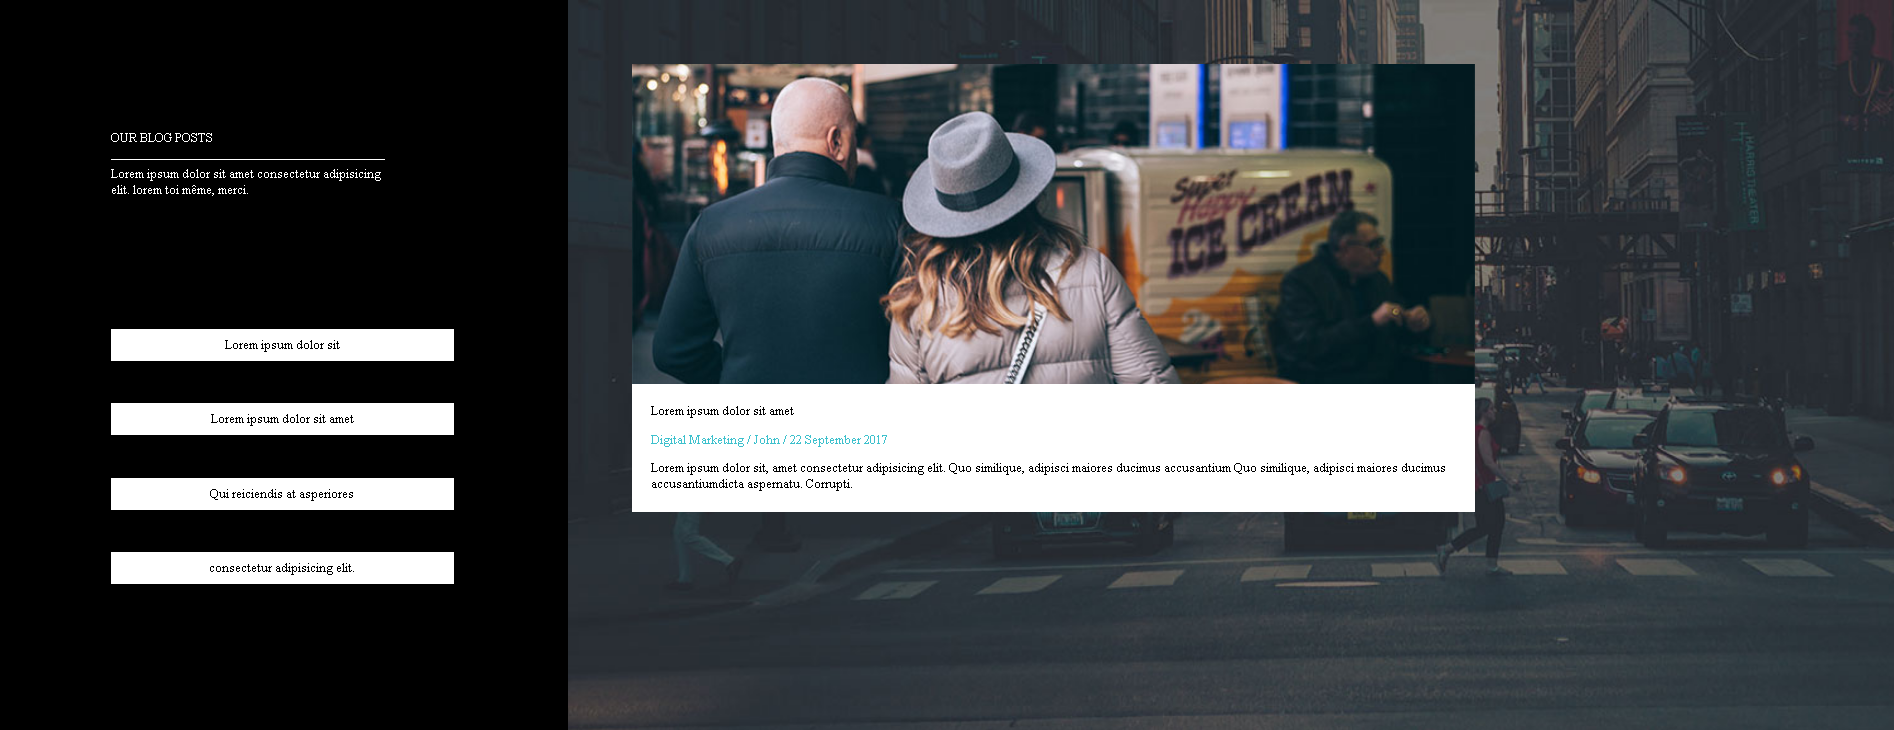 OUR BLOG POSTS
Lorem ipsum dolor sit amet consectetur adipisicing
elit. lorem toi même, merci.
Lorem ipsum dolor sit
Lorem ipsum dolor sit amet
Qui reiciendis at asperiores
consectetur adipisicing elit.
Super
Happy
ICE CREAM
Lorem ipsum dolor sit amet
Digital Marketing / John / 22 September 2017
Lorem ipsum dolor sit, amet consectetur adipisicing elit. Quo similique, adipisci maiores ducimus accusantium Quo similique, adipisci maiores ducimus
accusantiumdicta aspernatu. Corrupti.
HARRIS THEATER
UNITED